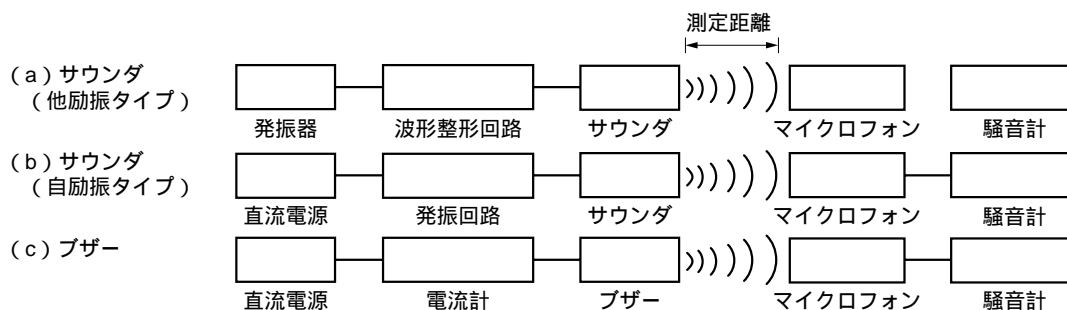 測定距離
(a)サウンダ
(他励振タイプ)
発振器 波形整形回路 サウンダ マイクロフォン 騒音計
(b)サウンダ
(自励振タイプ)
直流電源 発振回路 サウンダ マイクロフォン 騒音計
(c)ブザー
直流電源 電流計 ブザー マイクロフォン 騒音計